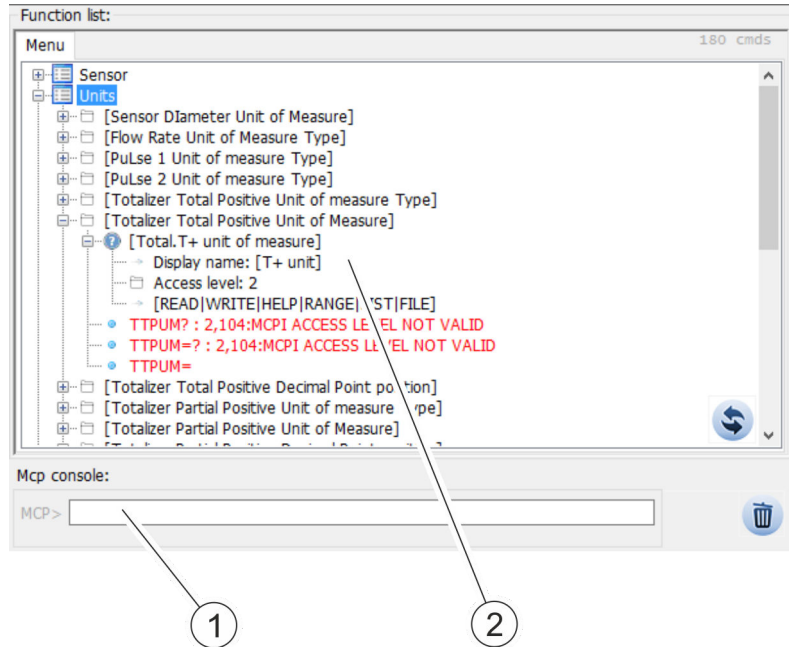 Function list:
Menu
180 cmds
Sensor
Units
[Sensor DIameter Unit of Measure]
[Flow Rate Unit of Measure Type]
[PuLse 1 Unit of measure Type]
[PuLse 2 Unit of measure Type]
[Totalizer Total Positive Unit of measure Type]
[Totalizer Total Positive Unit of Measure]
[Total.T+ unit of measure]
Display name: [T+ unit]
Access level: 2
[READ|WRITE|HELP|RANGE|LIST|FILE]
TTPUM? : 2,104:MCPI ACCESS LEVEL NOT VALID
TTPUM=? : 2,104:MCPI ACCESS LEVEL NOT VALID
TTPUM=
[Totalizer Total Positive Decimal Point position]
[Totalizer Partial Positive Unit of measure Type]
[Totalizer Partial Positive Unit of Measure]
Mcp console:
MCP>
1
2